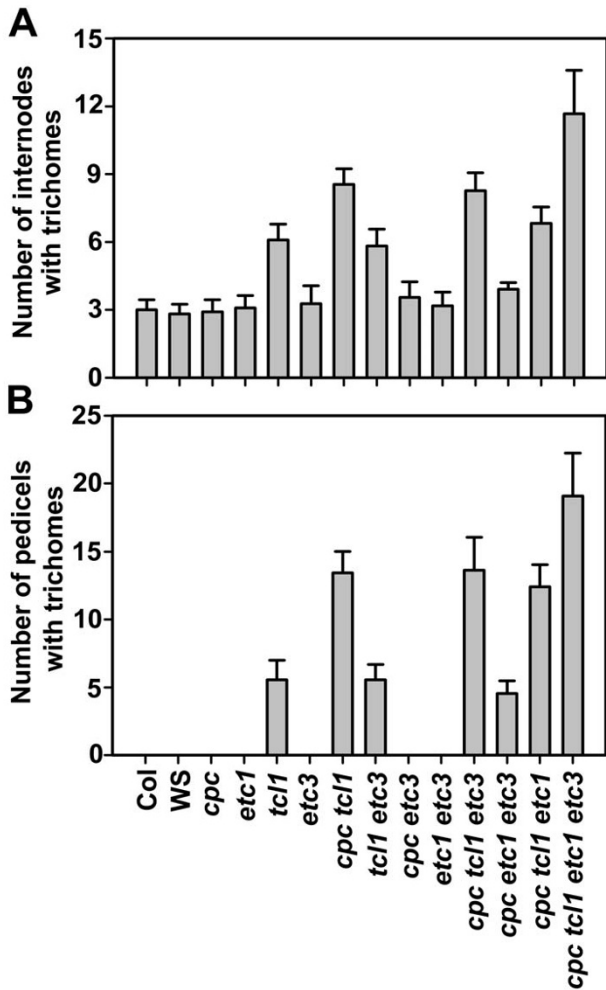 A
Number of internodes
with trichomes
15
12
9
6
3
0
B
Number of pedicels
with trichomes
25
20
15
10
5
0
Col
WS
cpc
etc1
tcl1
etc3
cpc tcl1
tcl1 etc3
cpc etc3
etc1 etc3
cpc tcl1 etc3
cpc etc1 etc3
cpc tcl1 etc1
cpc tcl1 etc1 etc3